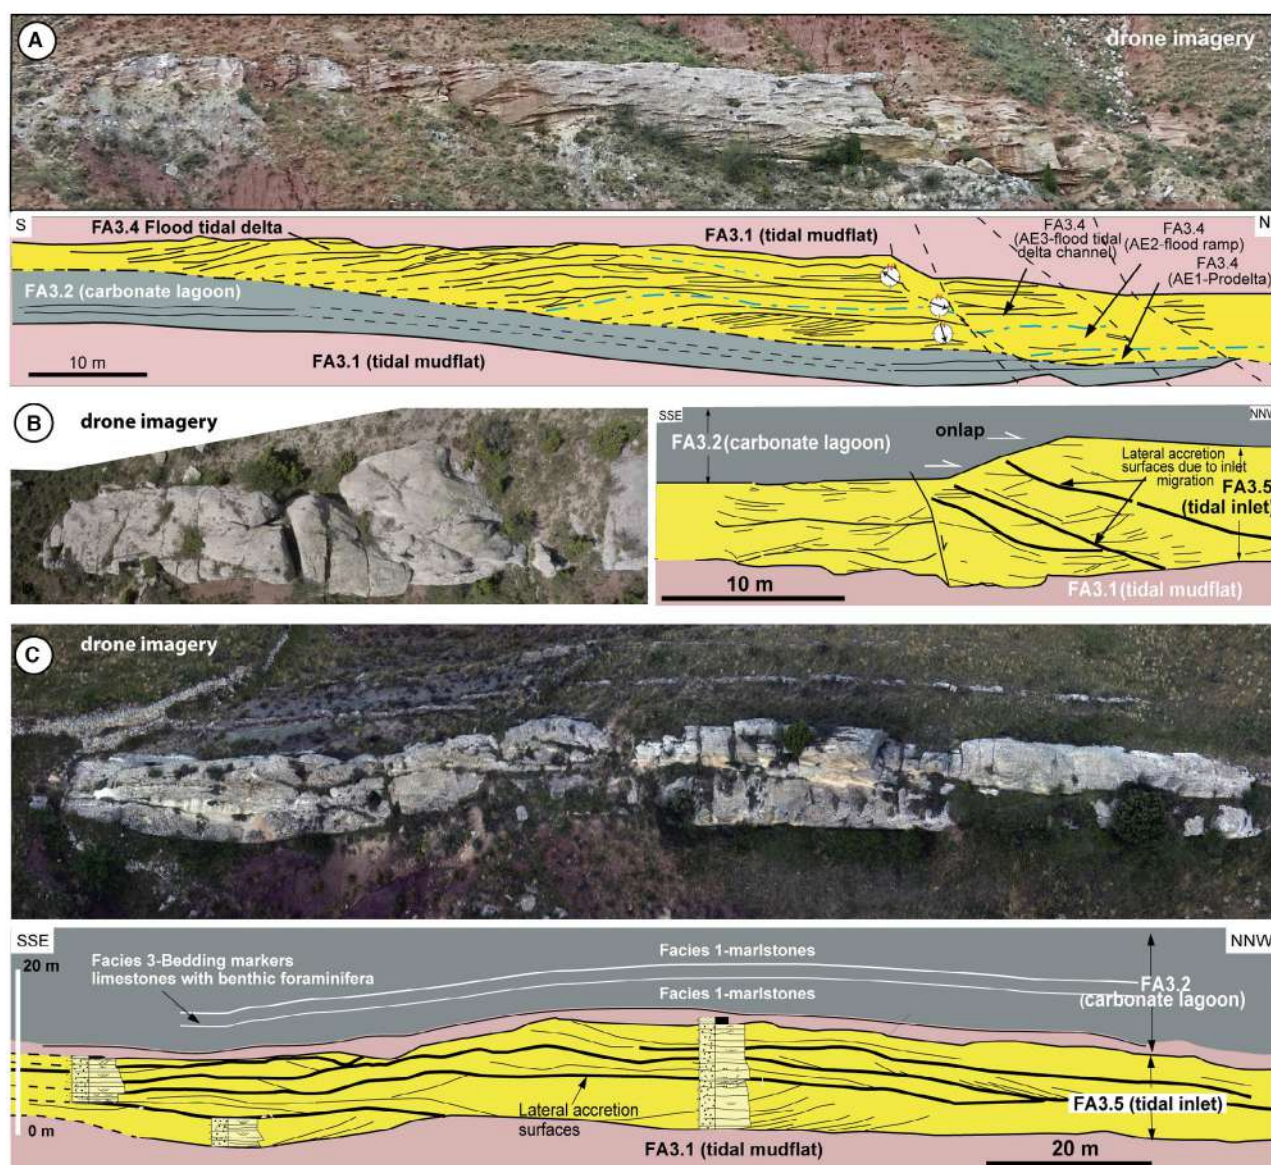 A
drone imagery
S
N
FA3.4 Flood tidal delta
FA3.1 (tidal mudflat)
FA3.4
(AE3-flood tidal
delta channel)
FA3.4
(AE2-flood ramp)
FA3.4
(AE1-Prodelta)
FA3.2 (carbonate lagoon)
FA3.1 (tidal mudflat)
10 m
B
drone imagery
SSE
NNW
FA3.2 (carbonate lagoon)
onlap
Lateral accretion
surfaces due to inlet
migration
FA3.5
(tidal inlet)
10 m
FA3.1 (tidal mudflat)
C
drone imagery
SSE
NNW
20 m
Facies 3-Bedding markers
limestones with benthic foraminifera
Facies 1-marlstones
Facies 1-marlstones
FA3.2
(carbonate lagoon)
Lateral accretion
surfaces
FA3.5 (tidal inlet)
0 m
FA3.1 (tidal mudflat)
20 m